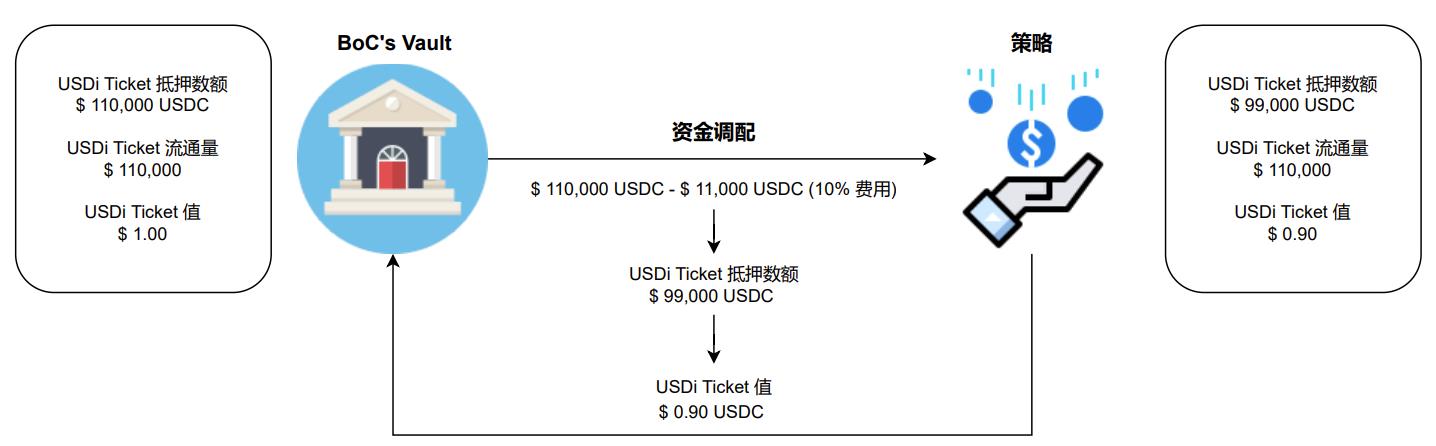 USDi Ticket 抵押数额
$ 110,000 USDC
USDi Ticket 流通量
$ 110,000
USDi Ticket 值
$ 1.00
BoC's Vault
资金调配
$ 110,000 USDC - $ 11,000 USDC (10% 费用)
USDi Ticket 抵押数额
$ 99,000 USDC
USDi Ticket 值
$ 0.90 USDC
策略
$
USDi Ticket 抵押数额
$ 99,000 USDC
USDi Ticket 流通量
$ 110,000
USDi Ticket 值
$ 0.90